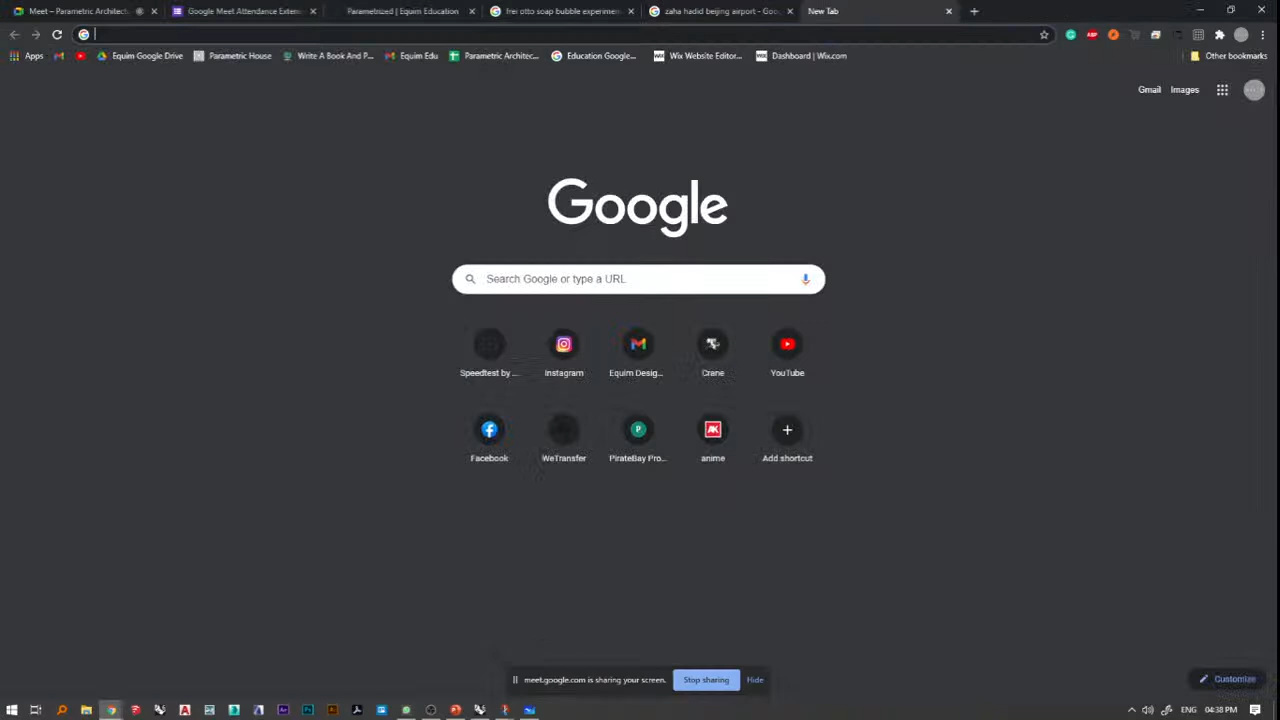 Meet – Parametric Architect
Google Meet Attendance Exten
Parametrized | Equim Education
frei otto soap bubble experimen
zaha hadid beijing airport - Goo
New Tab
Apps
Equim Google Drive
Parametric House
Write A Book And P...
Equim Edu
Parametric Architec...
Education Google...
WIX
Wix Website Editor...
WIX
Dashboard | Wix.com
Other bookmarks
Gmail
Images
Google
Search Google or type a URL
Speedtest by ...
Instagram
Equim Desig...
Crane
YouTube
Facebook
WeTransfer
PirateBay Pro...
anime
Add shortcut
meet.google.com is sharing your screen.
Stop sharing
Hide
Customize
ENG
04:38 PM